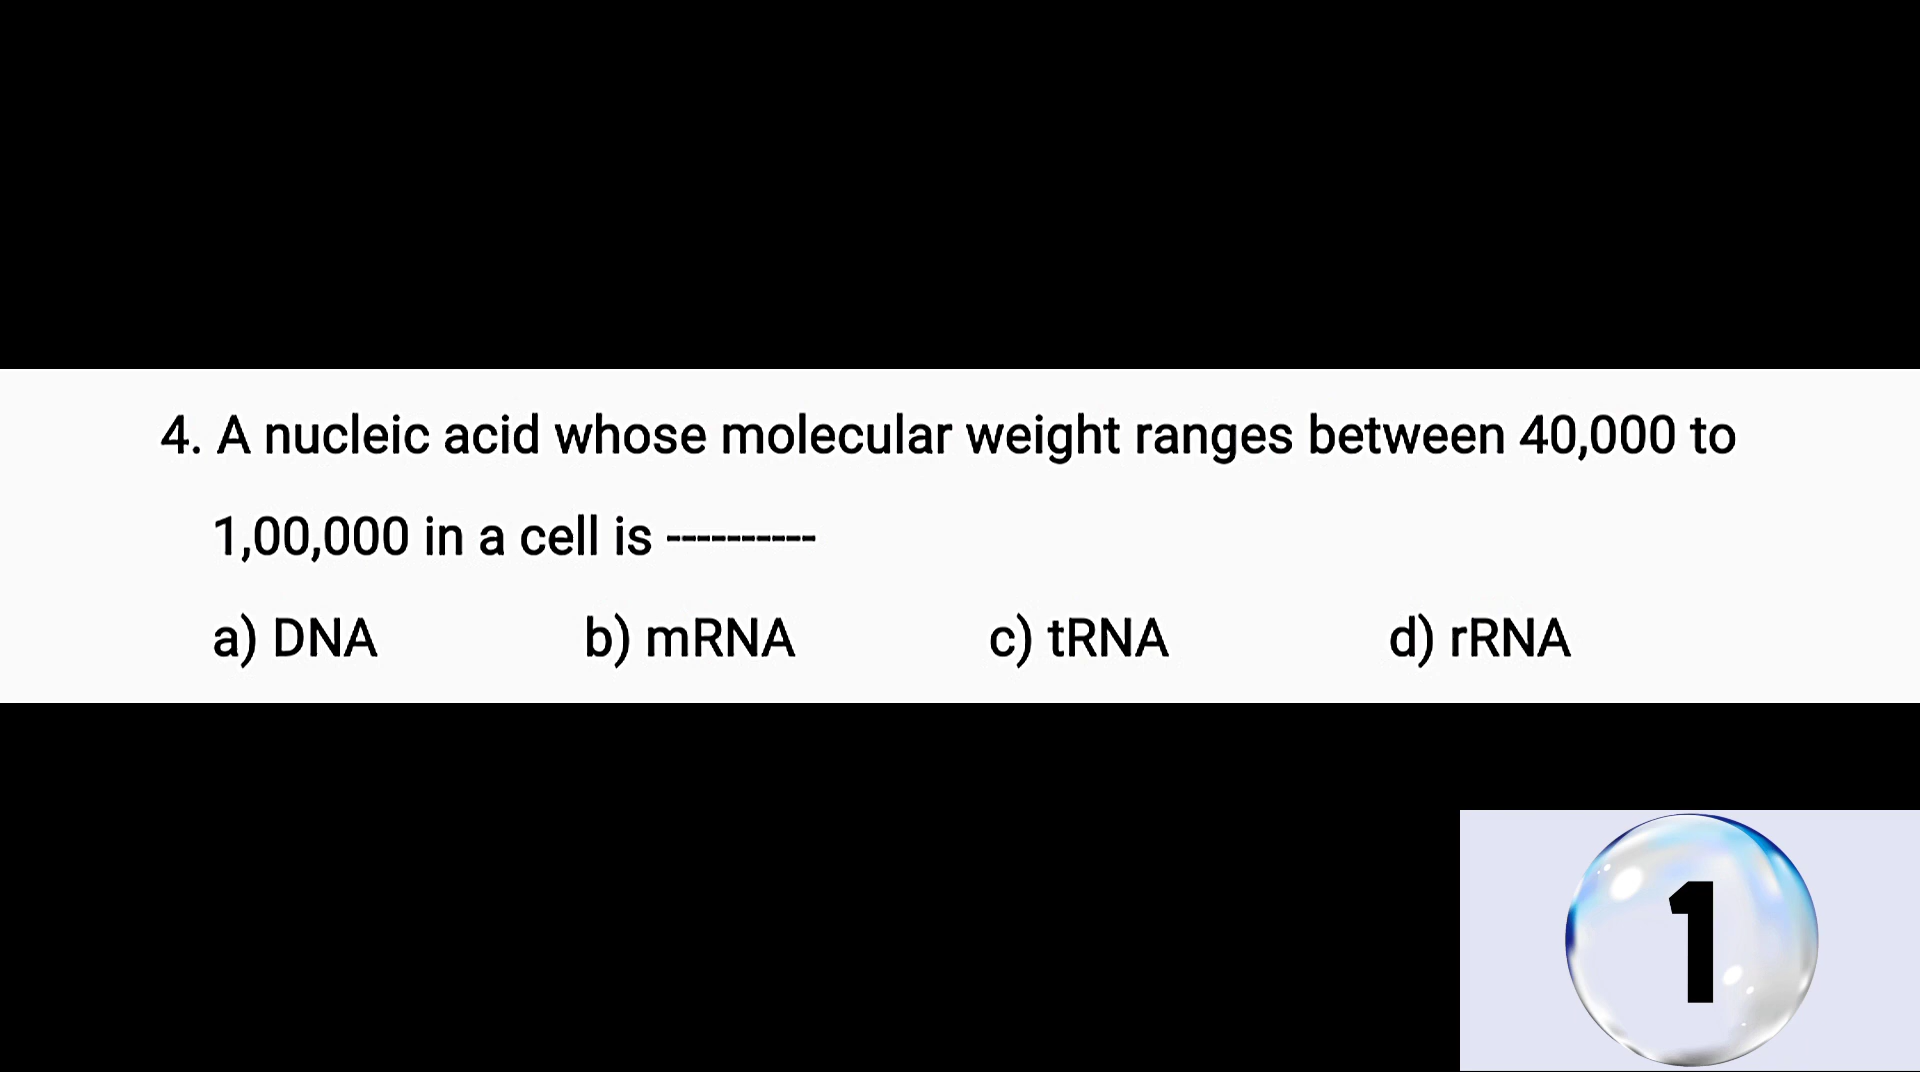 4. A nucleic acid whose molecular weight ranges between 40,000 to
1,00,000 in a cell is ----------
a) DNA b) mRNA c) tRNA d) rRNA
1